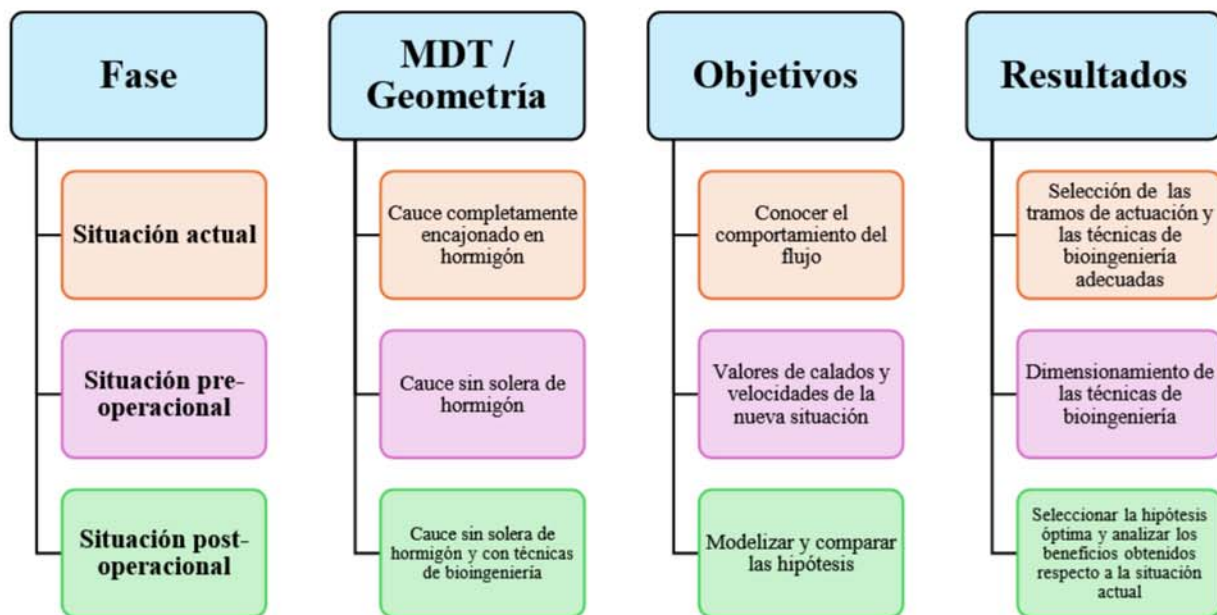 Fase
Situación actual
Situación pre-
operacional
Situación post-
operacional
MDT /
Geometría
Cauce completamente
encajonado en
hormigón
Cauce sin solera de
hormigón
Cauce sin solera de
hormigón y con técnicas
de bioingeniería
Objetivos
Conocer el
comportamiento del
flujo
Valores de calados y
velocidades de la
nueva situación
Modelizar y comparar
las hipótesis
Resultados
Selección de las
tramos de actuación y
las técnicas de
bioingeniería
adecuadas
Dimensionamiento de
las técnicas de
bioingeniería
Seleccionar la hipótesis
óptima y analizar los
beneficios obtenidos
respecto a la situación
actual